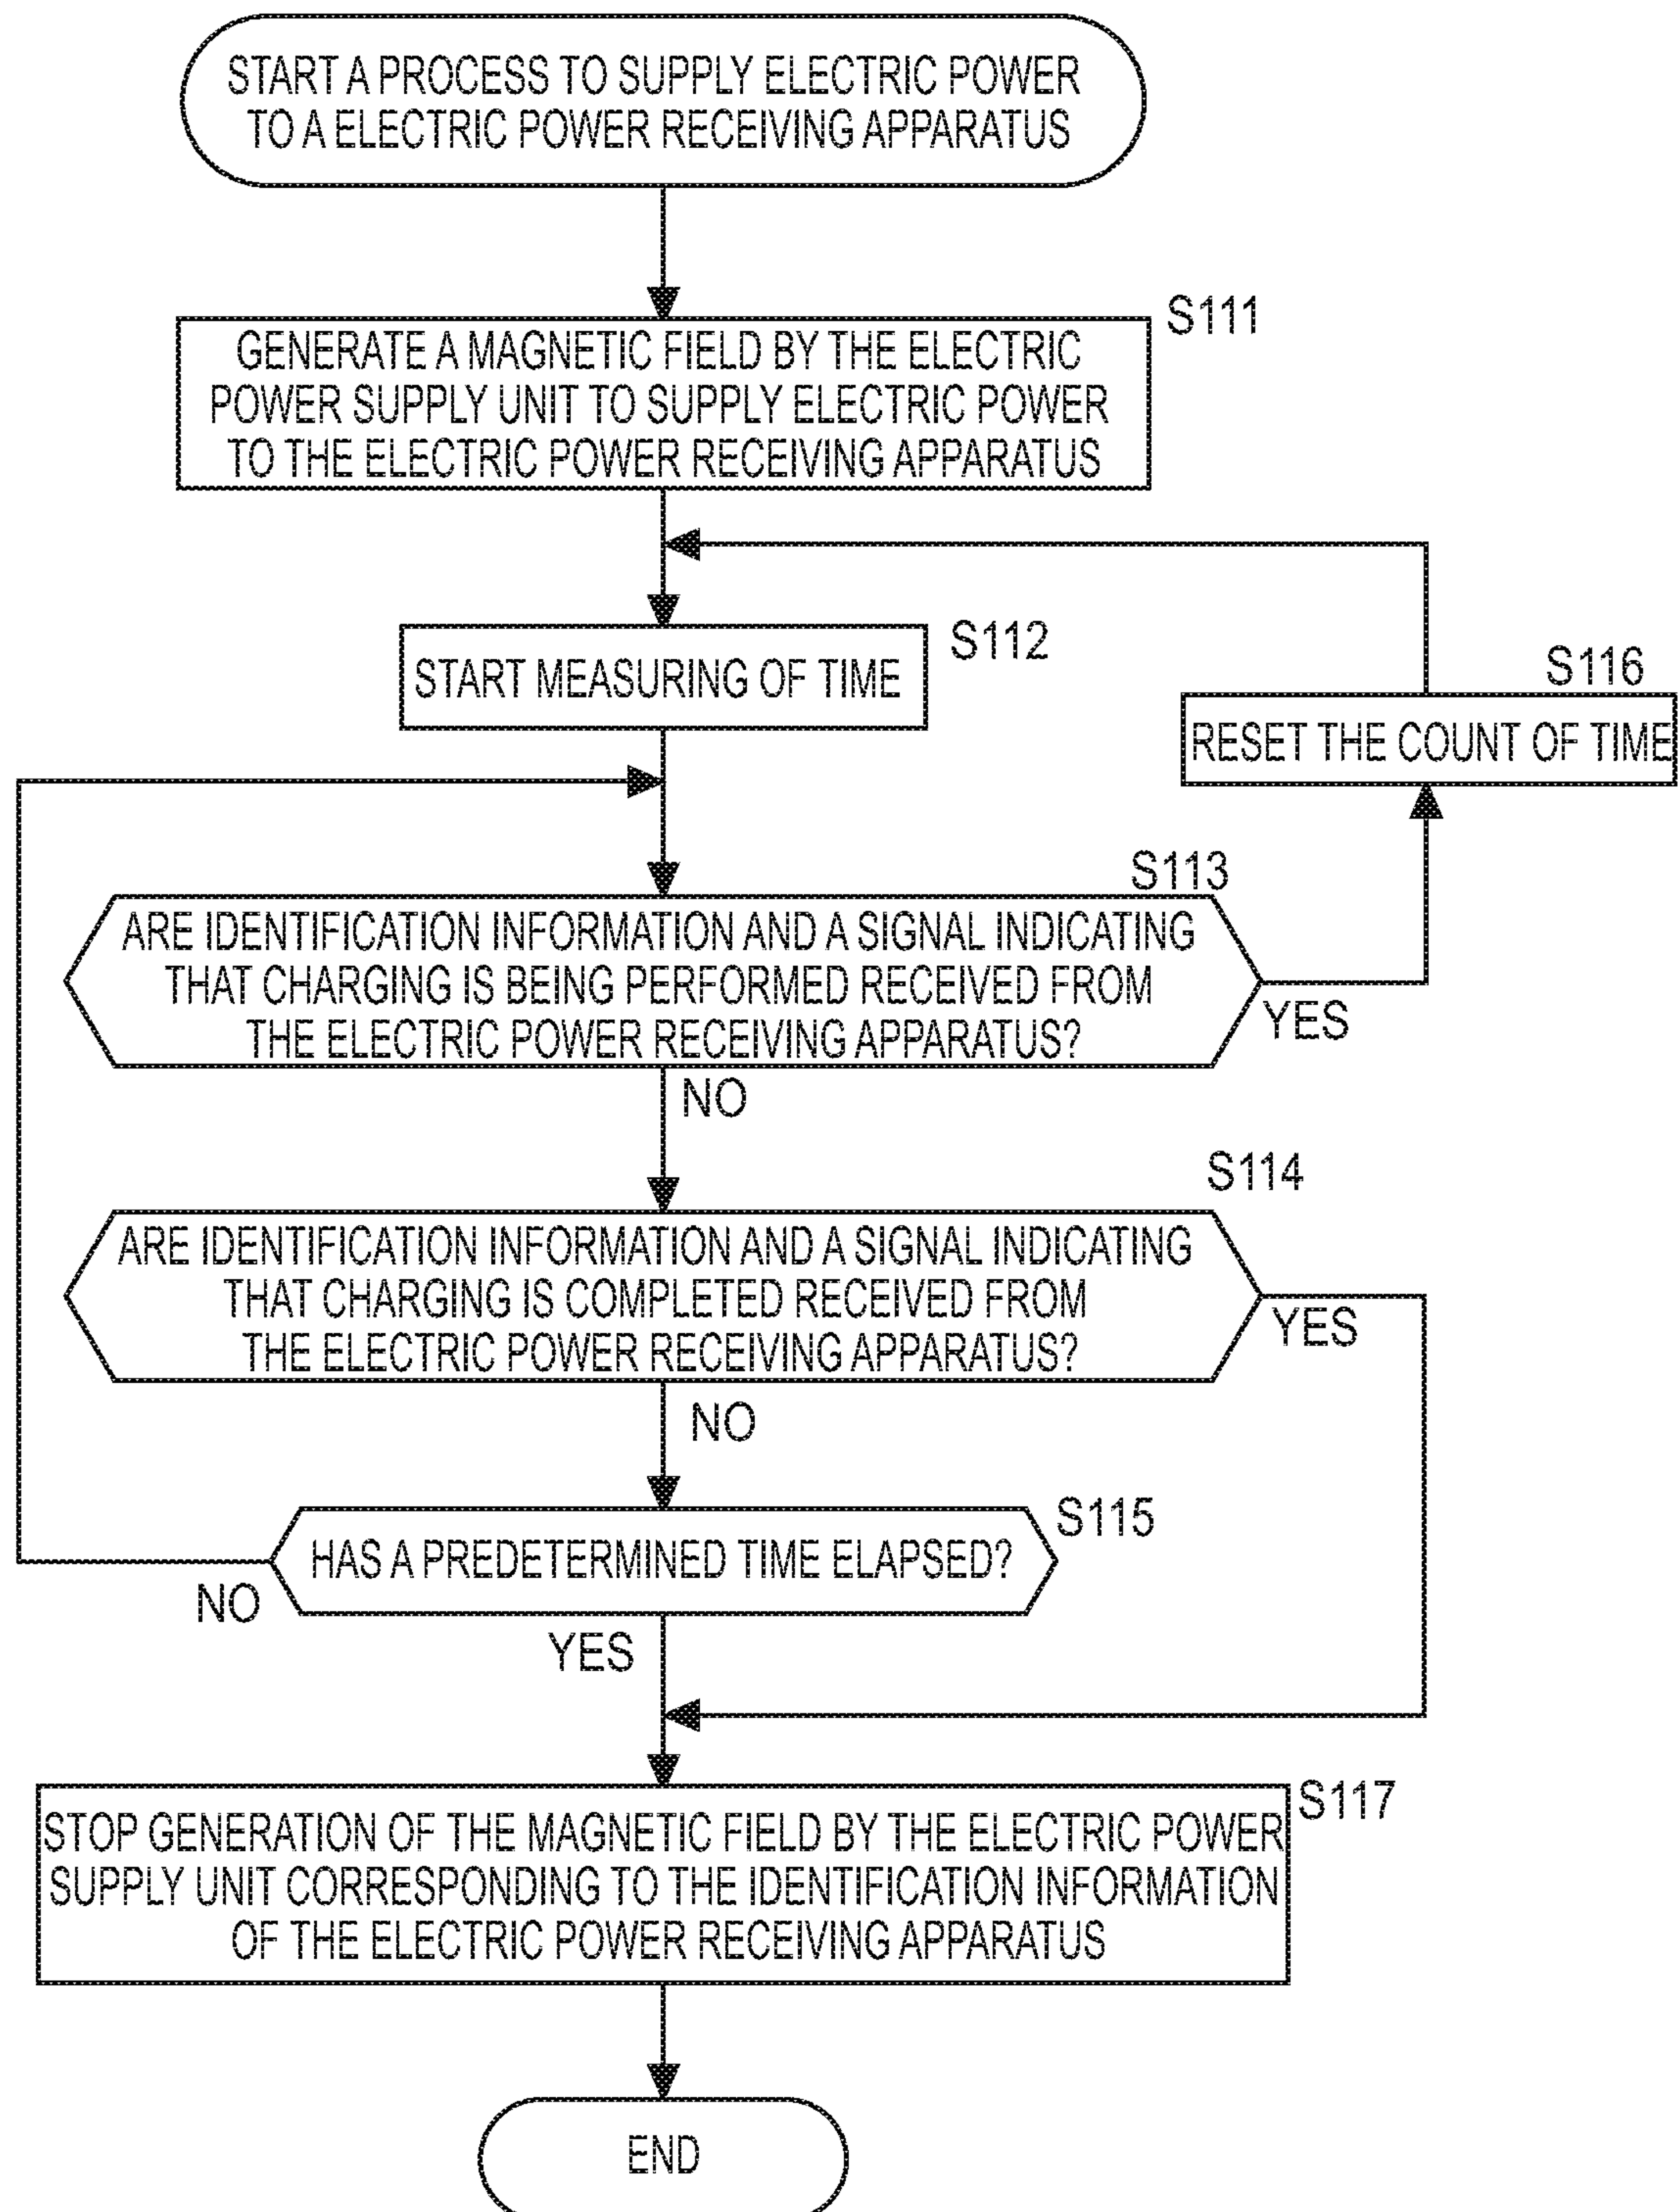 START A PROCESS TO SUPPLY ELECTRIC POWER
TO A ELECTRIC POWER RECEIVING APPARATUS
S111
GENERATE A MAGNETIC FIELD BY THE ELECTRIC
POWER SUPPLY UNIT TO SUPPLY ELECTRIC POWER
TO THE ELECTRIC POWER RECEIVING APPARATUS
S112
START MEASURING OF TIME
S116
RESET THE COUNT OF TIME
S113
ARE IDENTIFICATION INFORMATION AND A SIGNAL INDICATING
THAT CHARGING IS BEING PERFORMED RECEIVED FROM
THE ELECTRIC POWER RECEIVING APPARATUS?
YES
NO
S114
ARE IDENTIFICATION INFORMATION AND A SIGNAL INDICATING
THAT CHARGING IS COMPLETED RECEIVED FROM
THE ELECTRIC POWER RECEIVING APPARATUS?
YES
NO
S115
HAS A PREDETERMINED TIME ELAPSED?
NO
YES
S117
STOP GENERATION OF THE MAGNETIC FIELD BY THE ELECTRIC POWER
SUPPLY UNIT CORRESPONDING TO THE IDENTIFICATION INFORMATION
OF THE ELECTRIC POWER RECEIVING APPARATUS
END